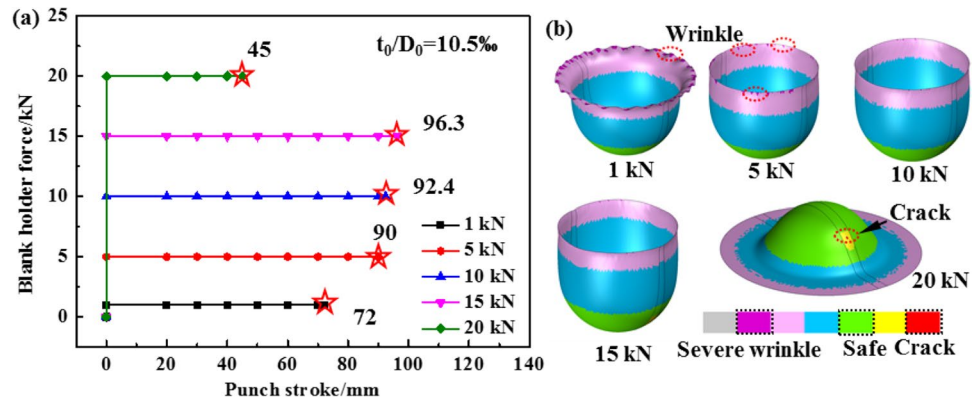 (a)
Blank holder force/kN
25
20
15
10
5
0
0
20
40
60
80
100
120
Punch stroke/mm
t₀/D₀=10.5‰
45
96.3
92.4
90
72
1 kN
5 kN
10 kN
15 kN
20 kN
(b)
Wrinkle
1 kN
5 kN
10 kN
Crack
15 kN
20 kN
Severe wrinkle Safe Crack